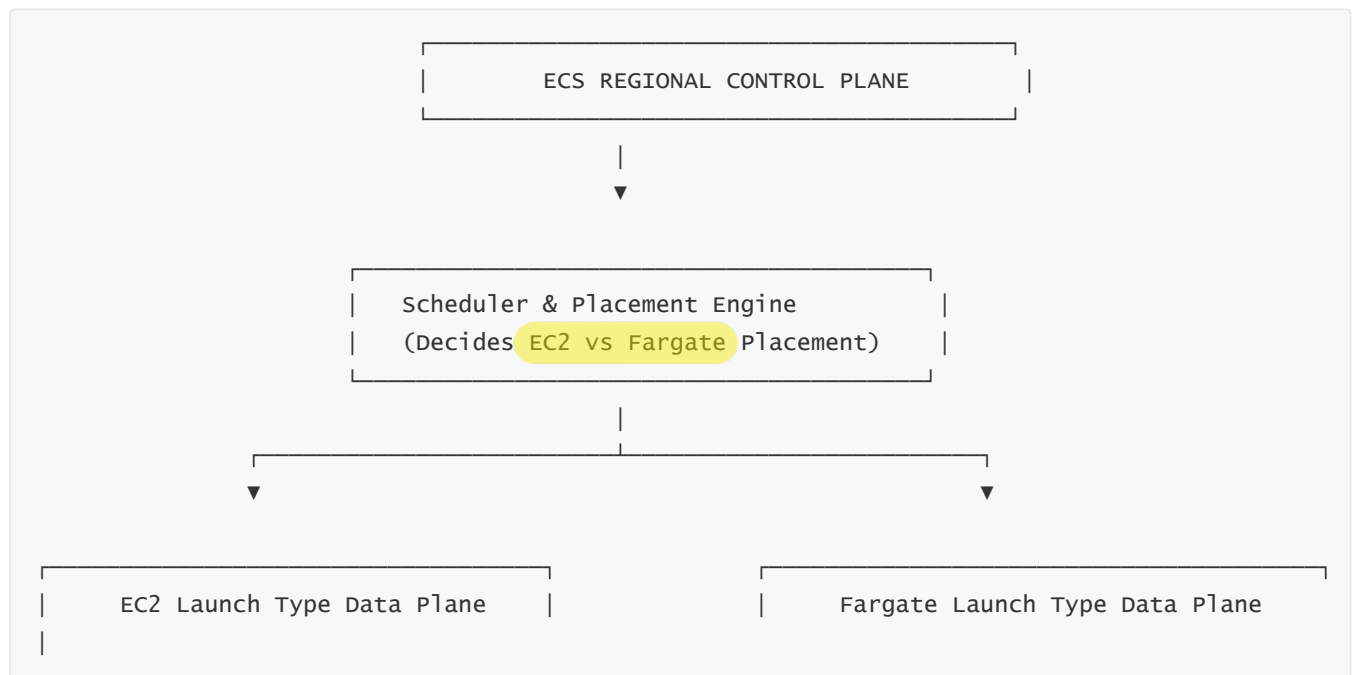 ECS REGIONAL CONTROL PLANE
Scheduler & Placement Engine
(Decides EC2 vs Fargate Placement)
EC2 Launch Type Data Plane
Fargate Launch Type Data Plane